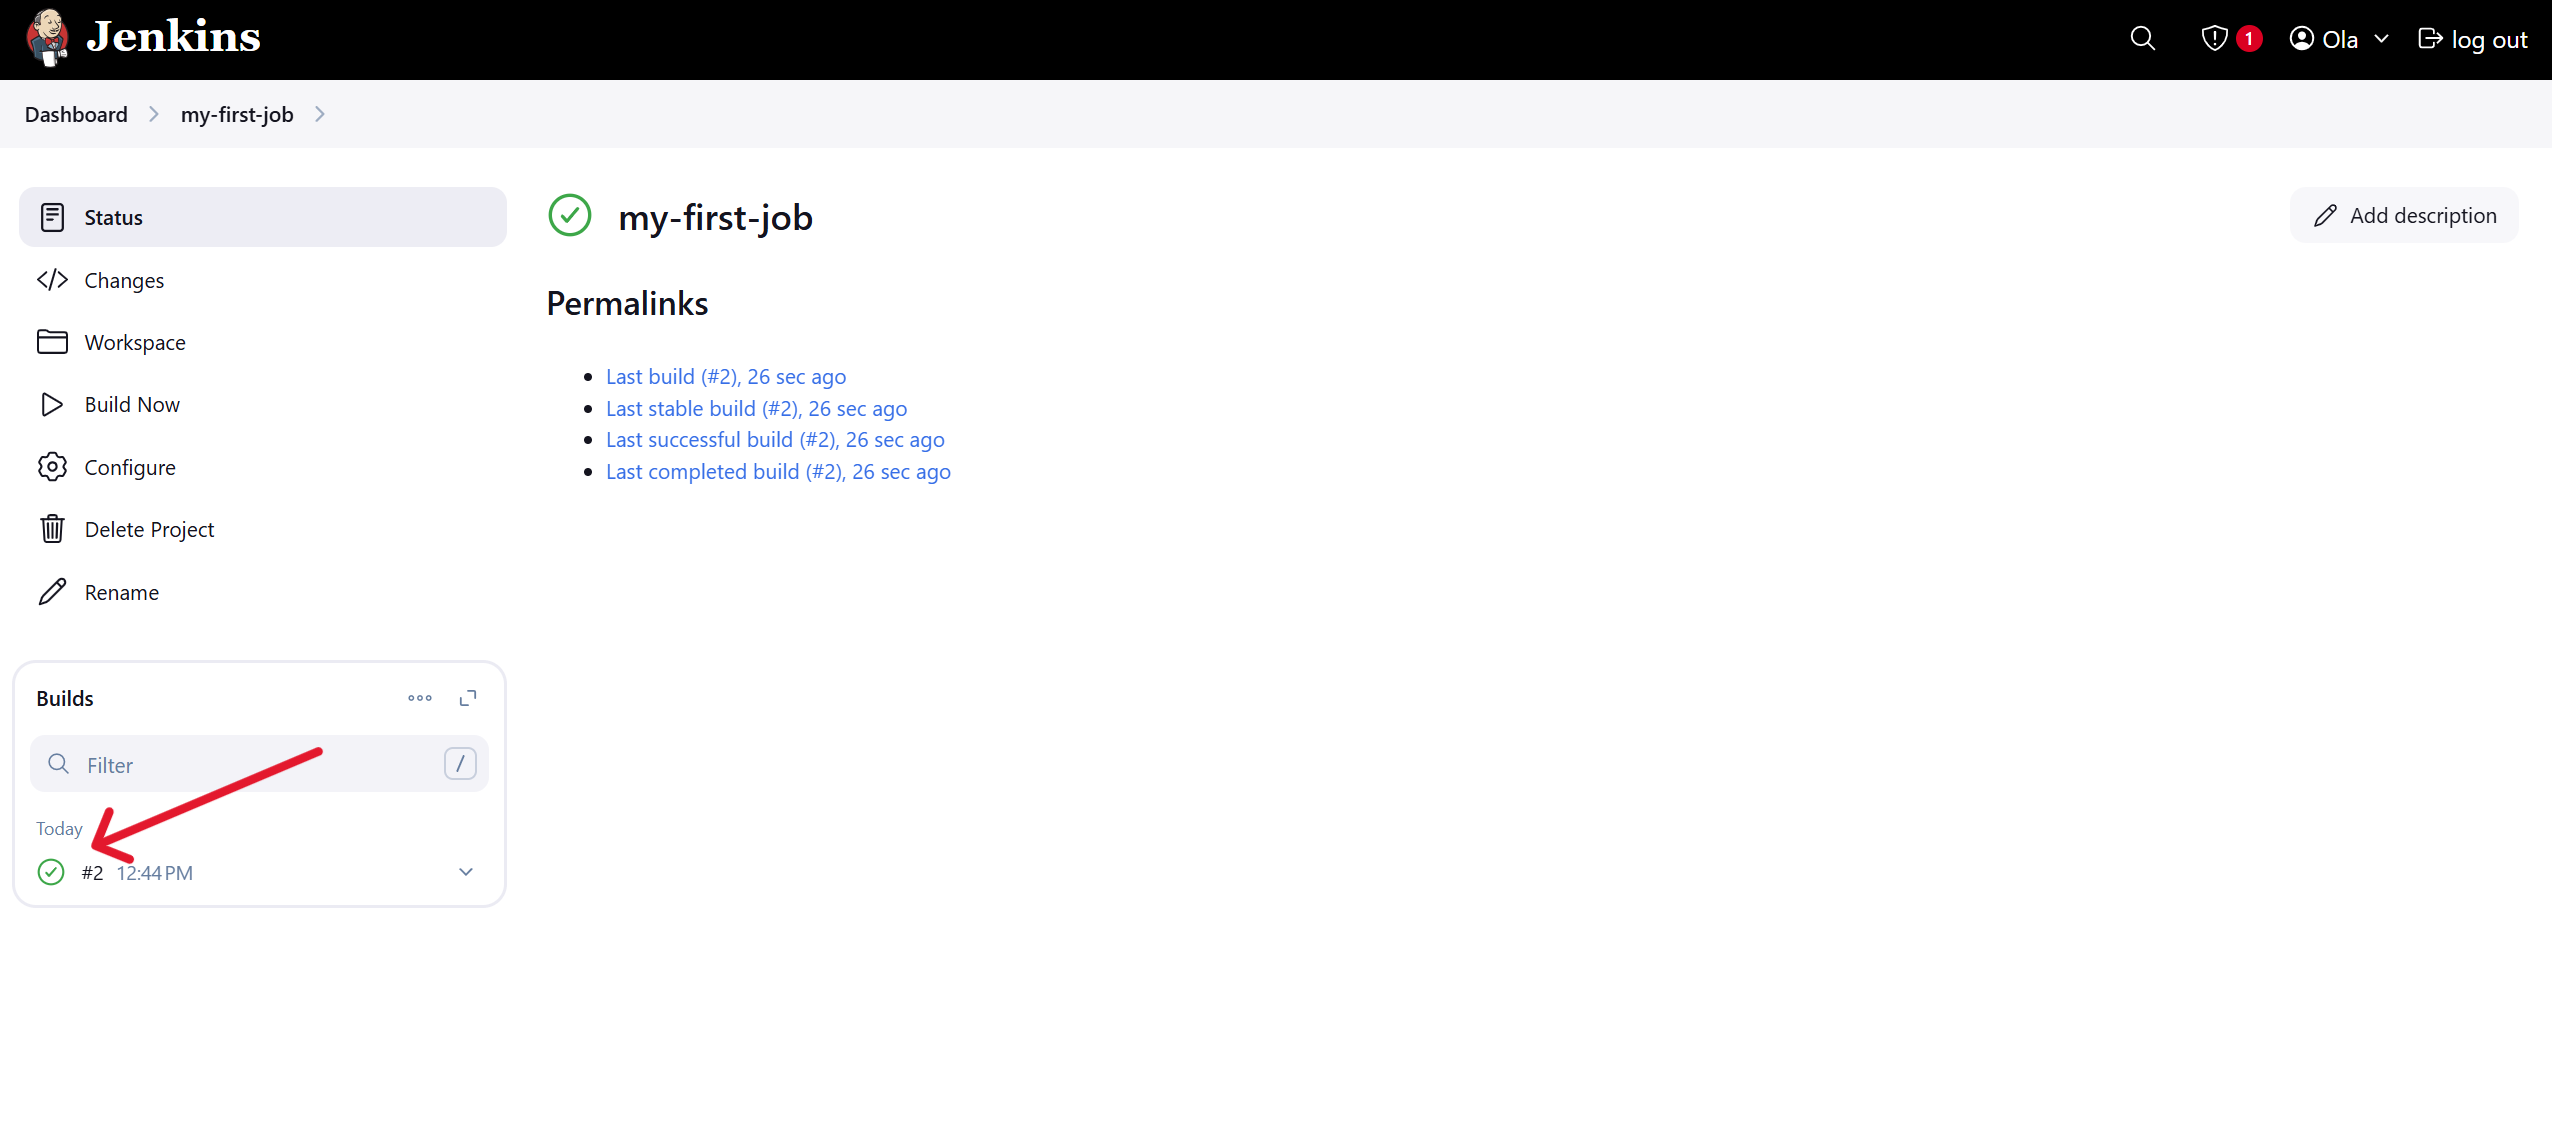 Jenkins
1
Ola
log out
Dashboard
my-first-job
Status
Changes
Workspace
Build Now
Configure
Delete Project
Rename
my-first-job
Add description
Permalinks
Last build (#2), 26 sec ago
Last stable build (#2), 26 sec ago
Last successful build (#2), 26 sec ago
Last completed build (#2), 26 sec ago
Builds
Filter
/
Today
#2 12:44 PM